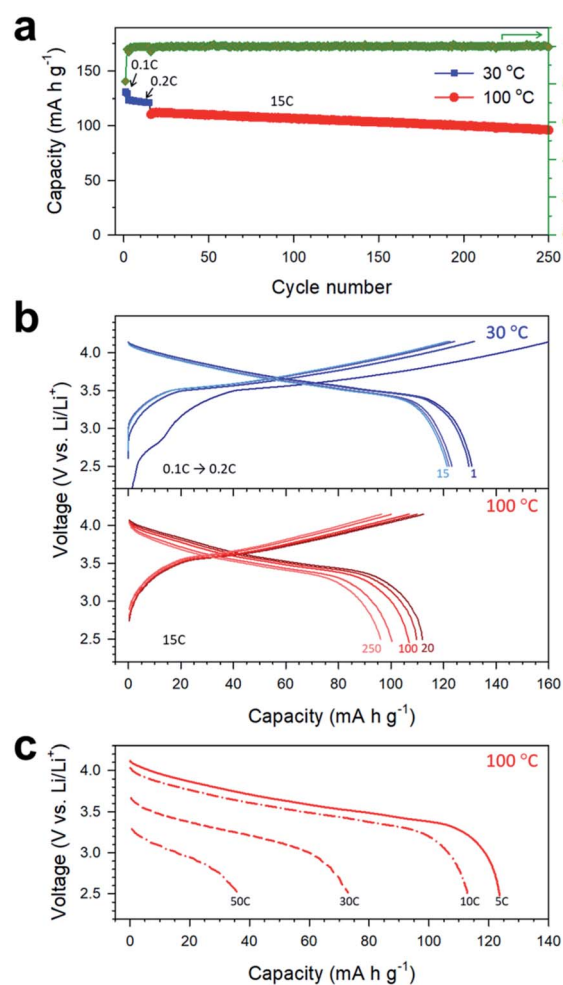 a
0.1C
0.2C
15C
30 °C
100 °C
175
150
125
100
75
50
25
0
Capacity (mA h g⁻¹)
0 50 100 150 200 250
Cycle number
b
30 °C
4.0
3.5
3.0
2.5
0.1C → 0.2C
15 1
100 °C
4.0
3.5
3.0
2.5
15C
250 100 20
Voltage (V vs. Li/Li⁺)
0 20 40 60 80 100 120 140 160
Capacity (mA h g⁻¹)
c
100 °C
4.0
3.5
3.0
2.5
50C 30C 10C 5C
Voltage (V vs. Li/Li⁺)
0 20 40 60 80 100 120 140
Capacity (mA h g⁻¹)